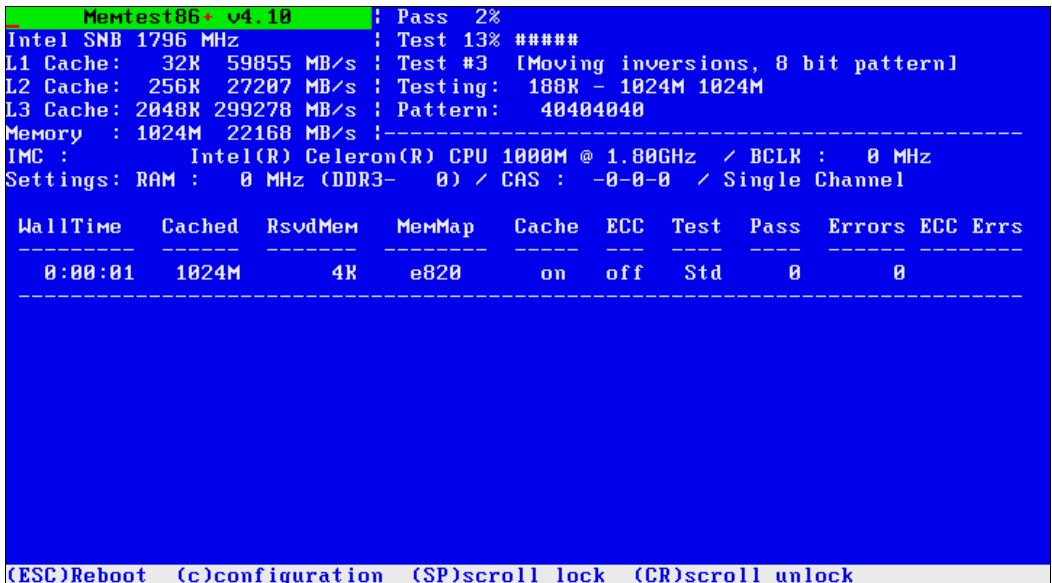 Memtest86+ v4.10 | Pass 2%
Intel SNB 1796 MHz | Test 13% #####
L1 Cache: 32K 59855 MB/s | Test #3 [Moving inversions, 8 bit pattern]
L2 Cache: 256K 27207 MB/s | Testing: 188K - 1024M 1024M
L3 Cache: 2048K 299278 MB/s | Pattern: 40404040
Memory : 1024M 22168 MB/s |-------------------------------------------------
IMC : Intel(R) Celeron(R) CPU 1000M @ 1.80GHz / BCLK : 0 MHz
Settings: RAM : 0 MHz (DDR3- 0) / CAS : -0-0-0 / Single Channel
WallTime Cached RsvdMem MemMap Cache ECC Test Pass Errors ECC Errs
--------- ------ ------- -------- ----- --- ---- ---- ------ --------
0:00:01 1024M 4K e820 on off Std 0 0
------------------------------------------------------------------------------
(ESC)Reboot (c)configuration (SP)scroll lock (CR)scroll unlock